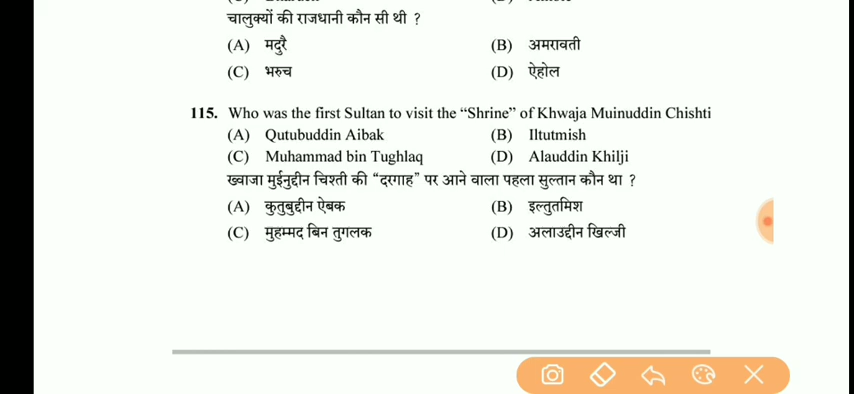 चालुक्यों की राजधानी कौन सी थी ?
(A) मदुरै (B) अमरावती
(C) भरुच (D) ऐहोल
115. Who was the first Sultan to visit the “Shrine” of Khwaja Muinuddin Chishti
(A) Qutubuddin Aibak (B) Iltutmish
(C) Muhammad bin Tughlaq (D) Alauddin Khilji
ख्वाजा मुईनुद्दीन चिश्ती की “दरगाह” पर आने वाला पहला सुल्तान कौन था ?
(A) कुतुबुद्दीन ऐबक (B) इल्तुतमिश
(C) मुहम्मद बिन तुगलक (D) अलाउद्दीन खिल्जी